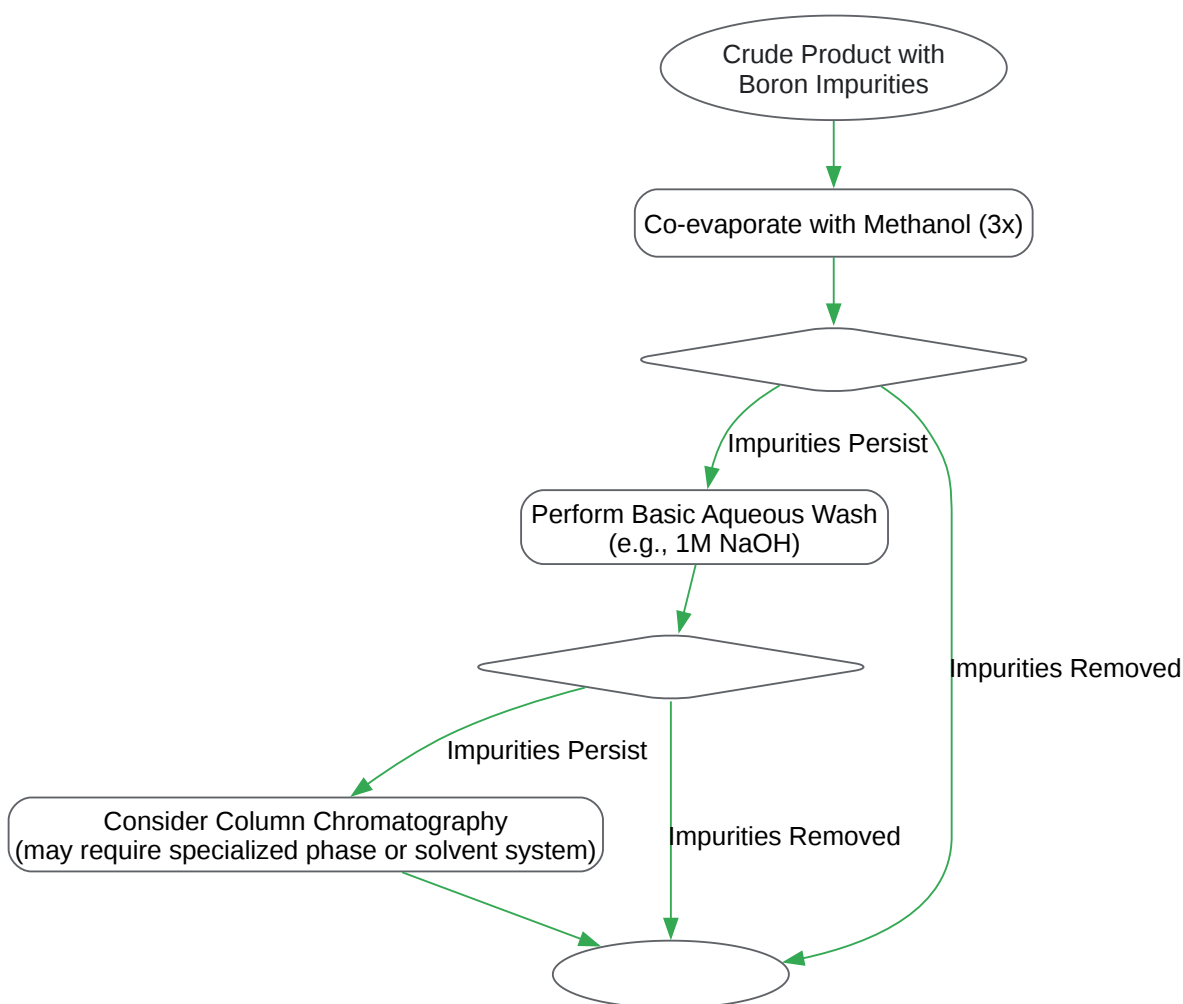 Crude Product with
Boron Impurities
Co-evaporate with Methanol (3x)
Impurities Persist
Perform Basic Aqueous Wash
(e.g., 1M NaOH)
Impurities Removed
Impurities Persist
Consider Column Chromatography
(may require specialized phase or solvent system)
Impurities Removed